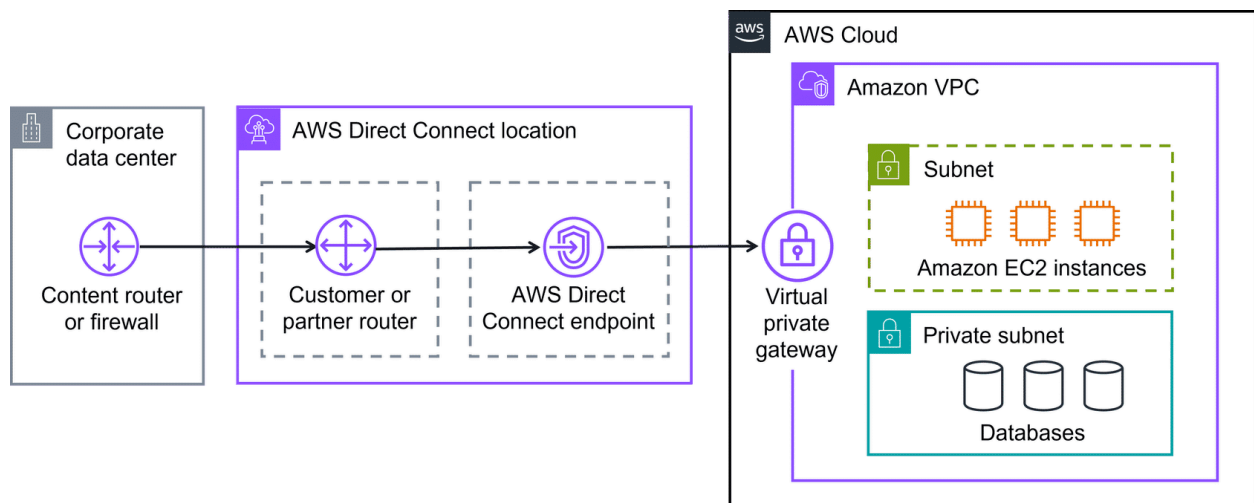 aws
AWS Cloud
Amazon VPC
Corporate
data center
AWS Direct Connect location
Subnet
Content router
or firewall
Customer or
partner router
AWS Direct
Connect endpoint
Virtual
private
gateway
Amazon EC2 instances
Private subnet
Databases